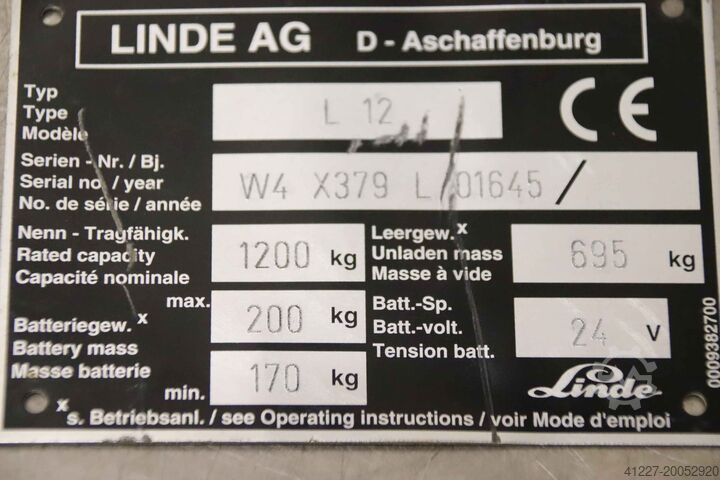 LINDE AG D - Aschaffenburg
Typ
Type
Modèle
L 12
CE
Serien - Nr. / Bj.
Serial no. / year
No. de série / année
W4 X379 L 01645 /
Nenn - Tragfähigk.
Rated capacity
Capacité nominale
1200 kg
Leergew. x
Unladen mass
Masse à vide
695 kg
Batteriegew. x
Battery mass
Masse batterie
max. 200 kg
min. 170 kg
Batt.-Sp.
Batt.-volt.
Tension batt.
24 V
Linde
0009382700
x s. Betriebsanl. / see Operating instructions / voir Mode d'emploi
41227-20052920